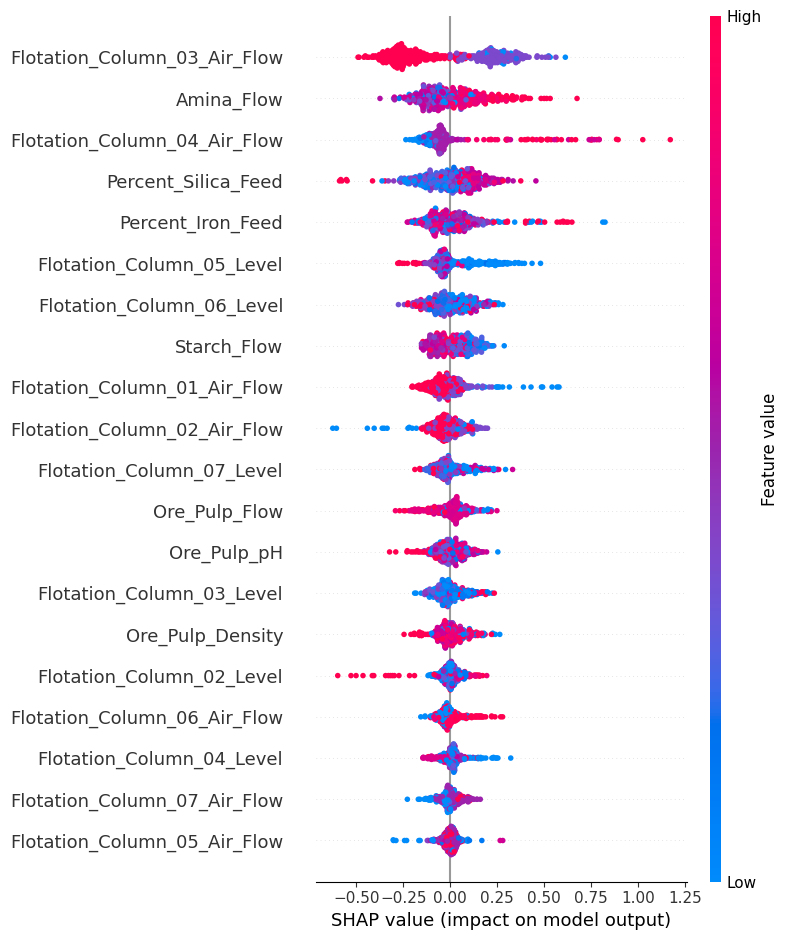 High
Flotation_Column_03_Air_Flow
Amina_Flow
Flotation_Column_04_Air_Flow
Percent_Silica_Feed
Percent_Iron_Feed
Flotation_Column_05_Level
Flotation_Column_06_Level
Starch_Flow
Flotation_Column_01_Air_Flow
Flotation_Column_02_Air_Flow
Flotation_Column_07_Level
Ore_Pulp_Flow
Ore_Pulp_pH
Flotation_Column_03_Level
Ore_Pulp_Density
Flotation_Column_02_Level
Flotation_Column_06_Air_Flow
Flotation_Column_04_Level
Flotation_Column_07_Air_Flow
Flotation_Column_05_Air_Flow
Feature value
Low
−0.50 −0.25 0.00 0.25 0.50 0.75 1.00 1.25
SHAP value (impact on model output)